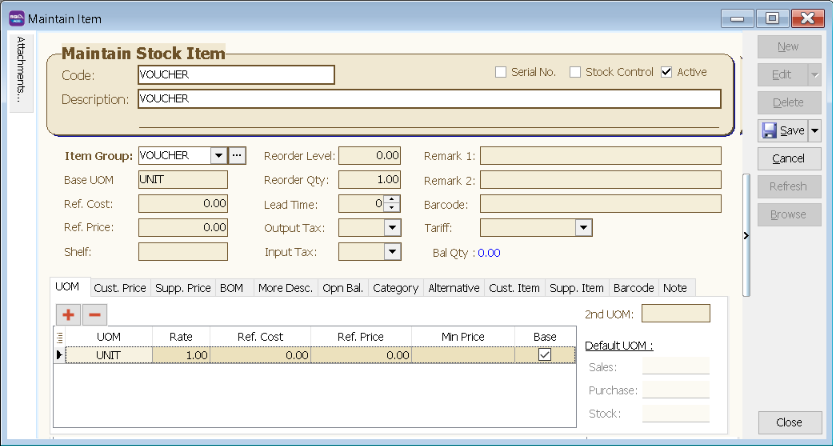 Maintain Item
Attachments...
Maintain Stock Item
Code: VOUCHER
Serial No. Stock Control Active
Description: VOUCHER
Item Group: VOUCHER ... Reorder Level: 0.00 Remark 1:
Base UOM UNIT Reorder Qty: 1.00 Remark 2:
Ref. Cost: 0.00 Lead Time: 0 Barcode:
Ref. Price: 0.00 Output Tax: Tariff:
Shelf: Input Tax: Bal Qty : 0.00
UOM Cust. Price Supp. Price BOM More Desc. Opn Bal. Category Alternative Cust. Item Supp. Item Barcode Note
2nd UOM:
UOM Rate Ref. Cost Ref. Price Min Price Base
UNIT 1.00 0.00 0.00
Default UOM :
Sales:
Purchase:
Stock:
New
Edit
Delete
Save
Cancel
Refresh
Browse
Close